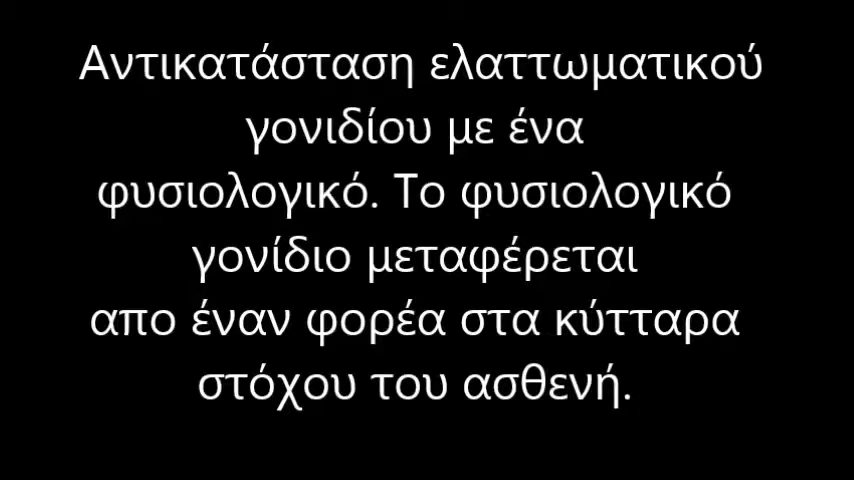 Αντικατάσταση ελαττωματικού
γονιδίου με ένα
φυσιολογικό. Το φυσιολογικό
γονίδιο μεταφέρεται
απο έναν φορέα στα κύτταρα
στόχου του ασθενή.